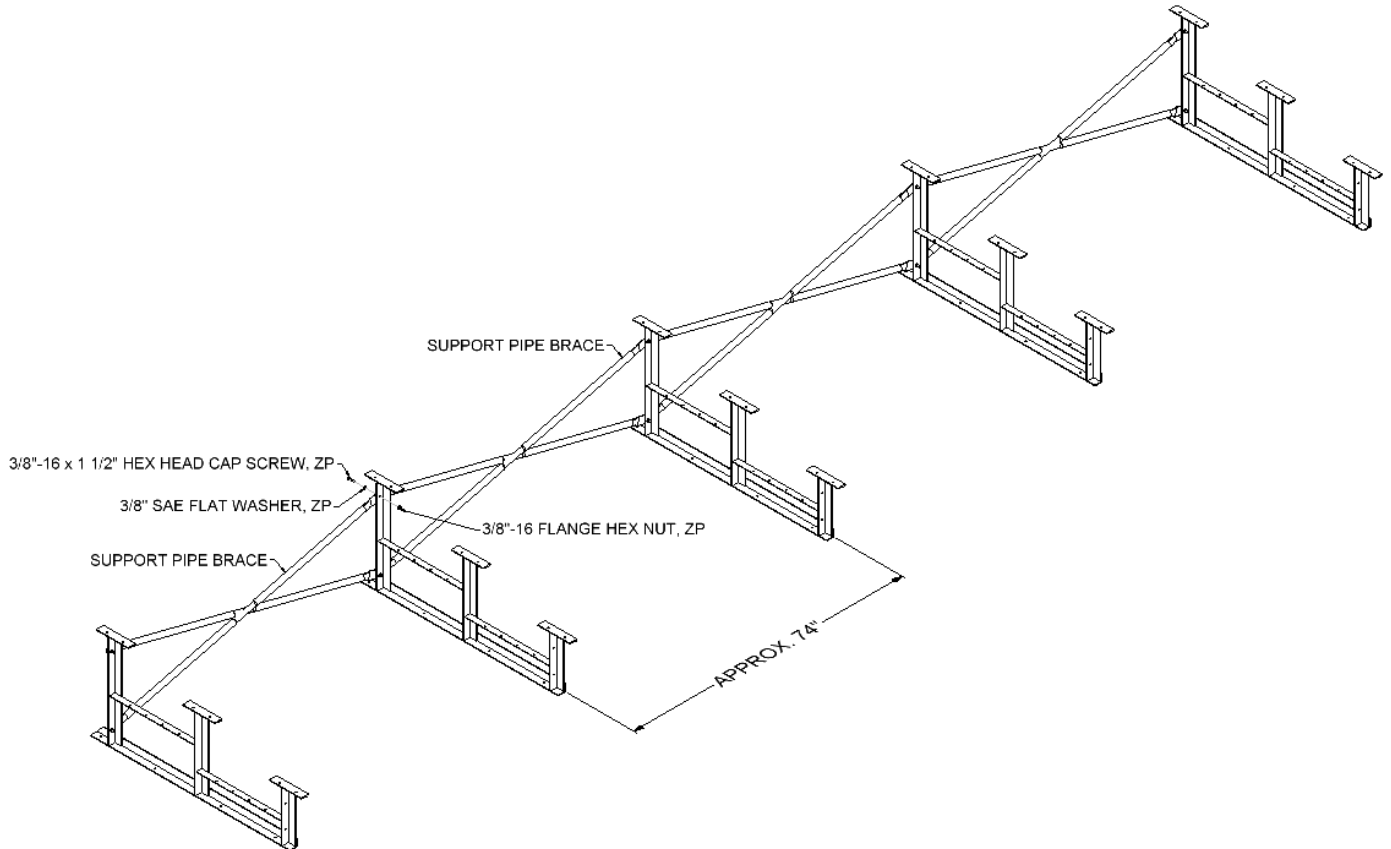 SUPPORT PIPE BRACE
3/8"-16 x 1 1/2" HEX HEAD CAP SCREW, ZP
3/8" SAE FLAT WASHER, ZP
3/8"-16 FLANGE HEX NUT, ZP
SUPPORT PIPE BRACE
APPROX. 74"